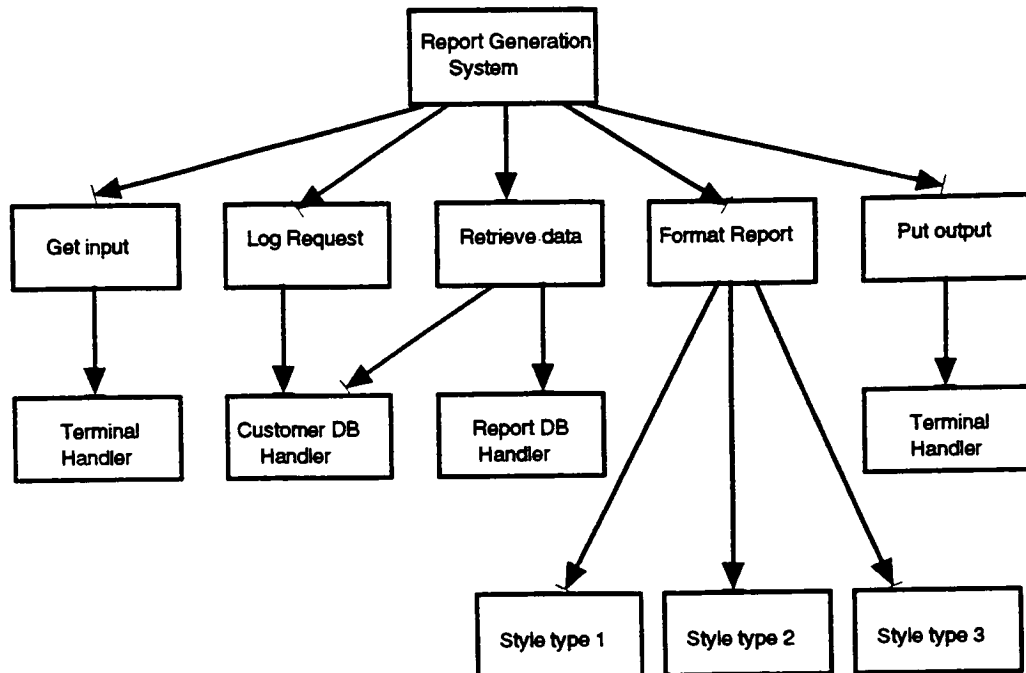 Report Generation
System
Get input
Log Request
Retrieve data
Format Report
Put output
Terminal
Handler
Customer DB
Handler
Report DB
Handler
Terminal
Handler
Style type 1
Style type 2
Style type 3